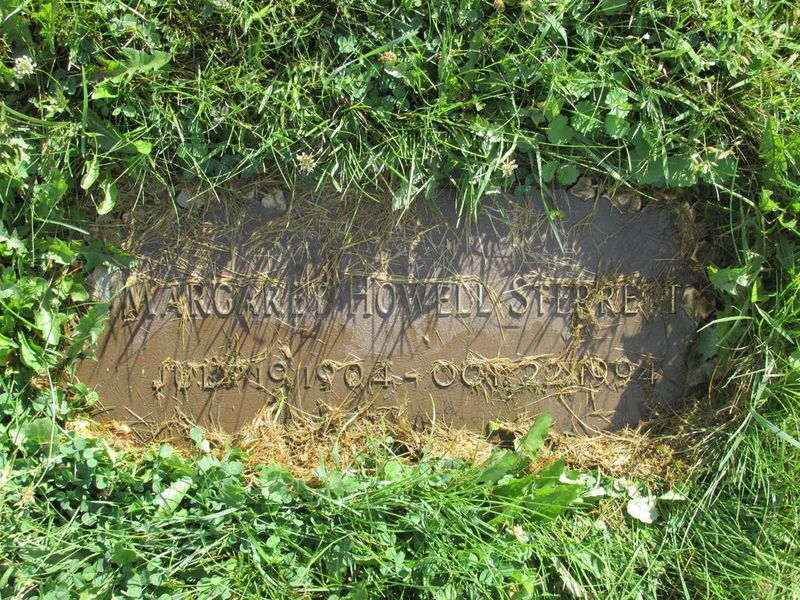 MARGARET HOWELL STERRETT
JULY 19, 1904 - OCT. 22, 1994